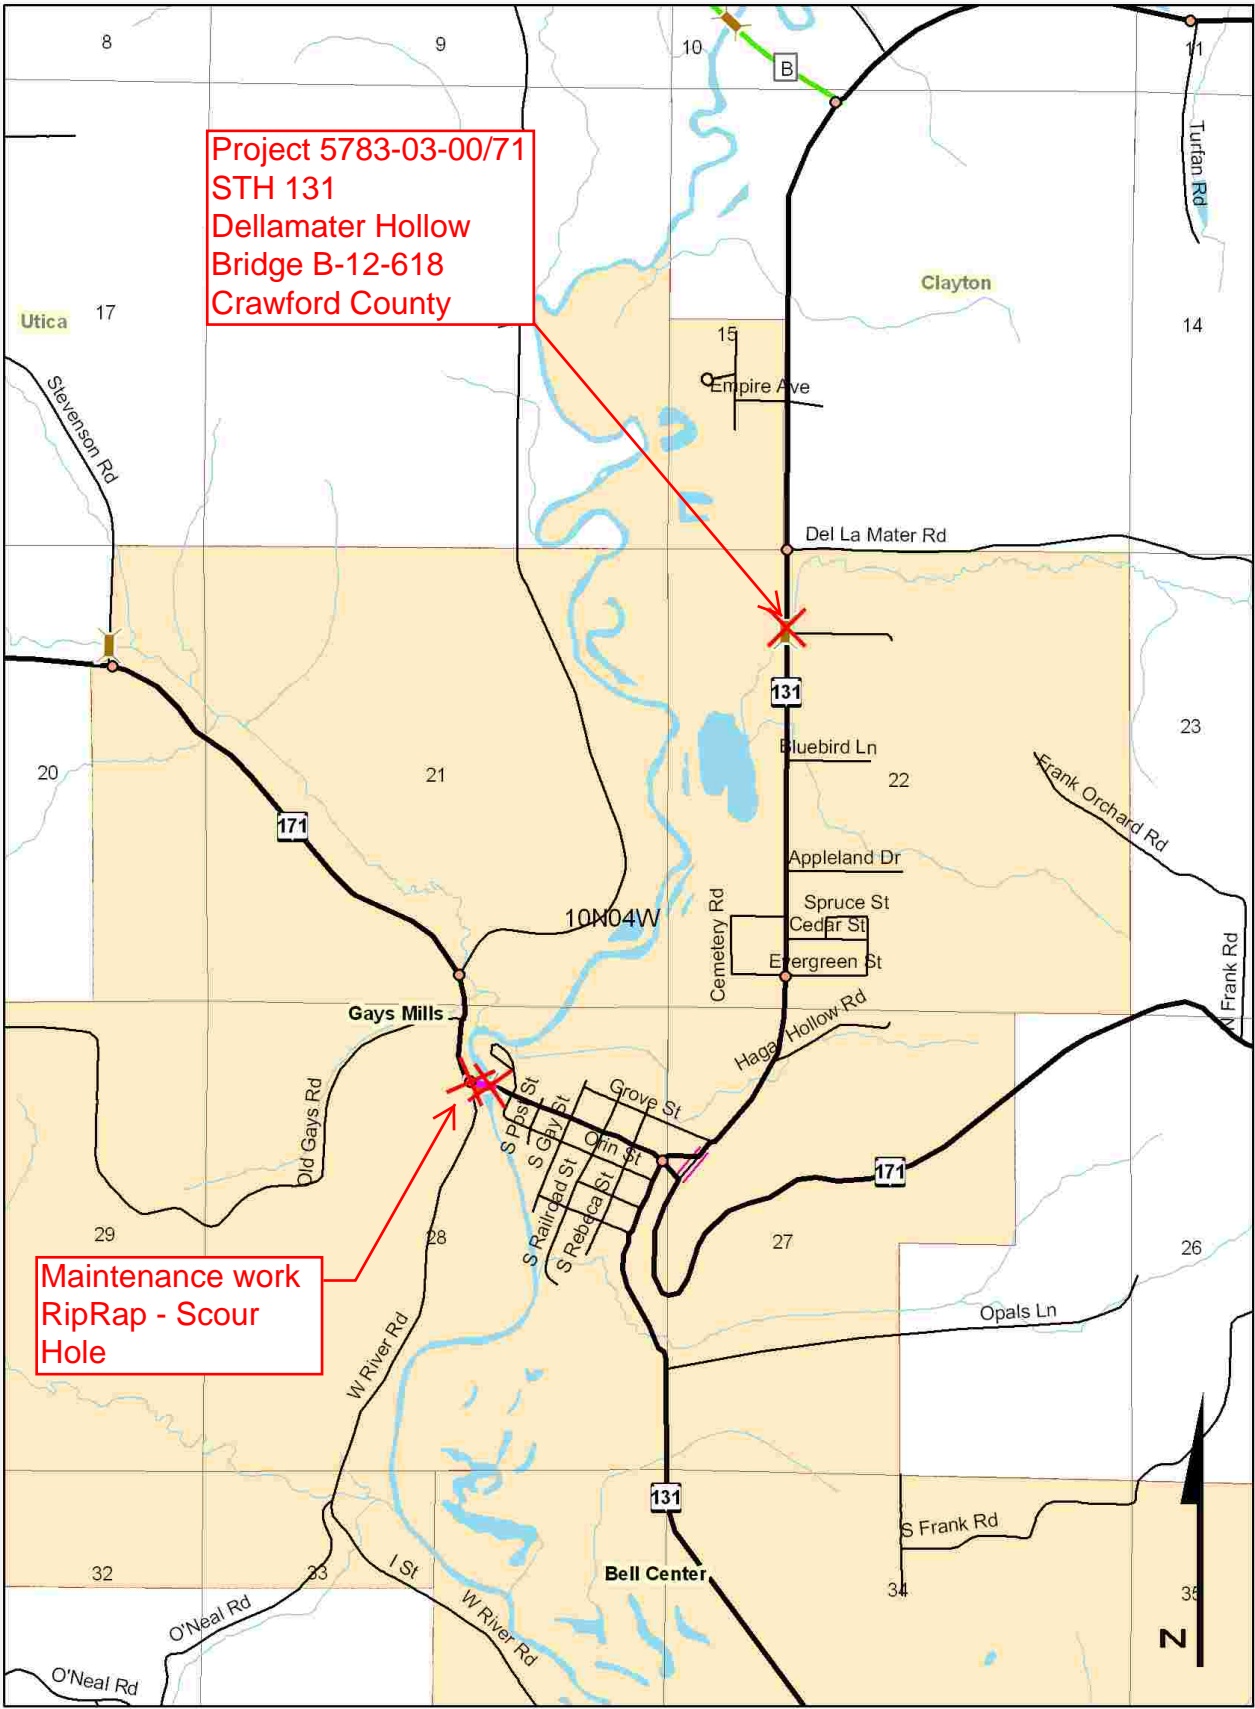 8
9
10
11
B
Turfan Rd
Project 5783-03-00/71
STH 131
Dellamater Hollow
Bridge B-12-618
Crawford County
Clayton
Utica
17
14
15
Empire Ave
Stevenson Rd
Del La Mater Rd
131
23
Bluebird Ln
20
21
22
Frank Orchard Rd
171
Appleland Dr
10N04W
Cemetery Rd
Spruce St
Cedar St
Evergreen St
N Frank Rd
Gays Mills
Hagar Hollow Rd
Old Gays Rd
S Post St
S Gay St
Grove St
Orin St
S Railroad St
S Rebeca St
171
29
28
27
26
Maintenance work
RipRap - Scour
Hole
Opals Ln
W River Rd
131
S Frank Rd
Bell Center
32
33
I St
34
35
O'Neal Rd
W River Rd
O'Neal Rd
N